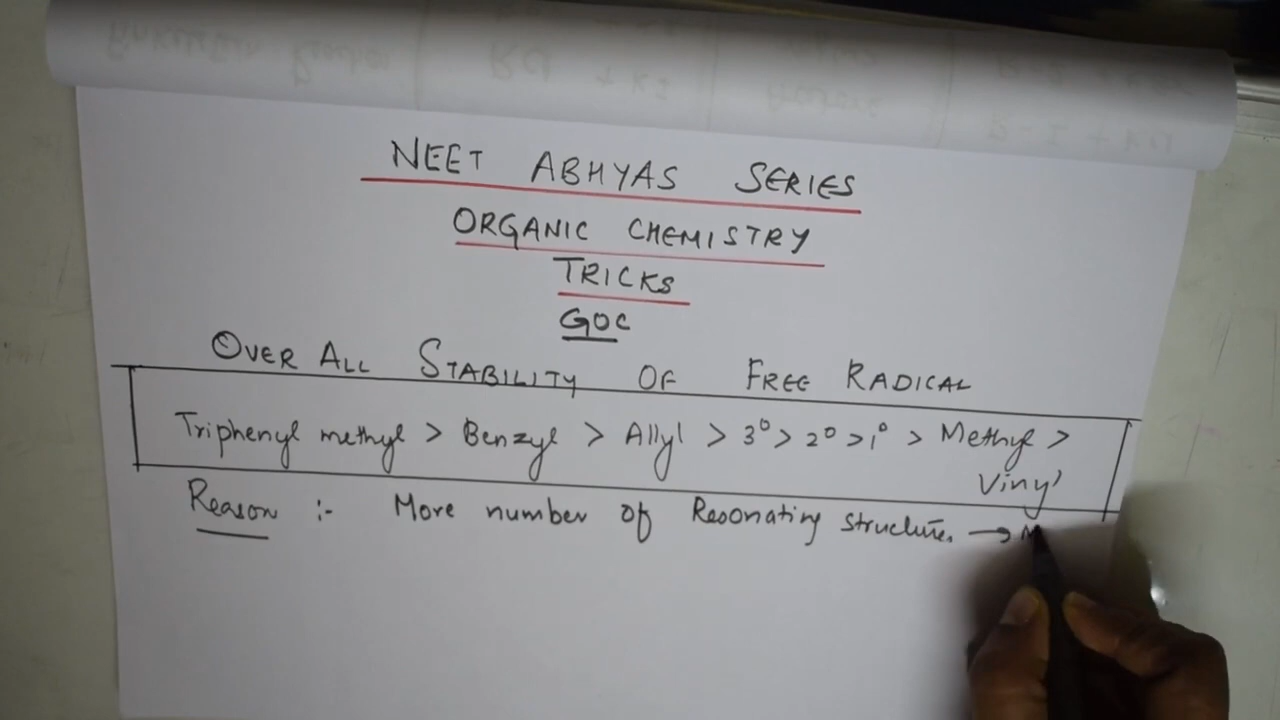 NEET ABHYAS SERIES
ORGANIC CHEMISTRY
TRICKS
GOC
OVER ALL STABILITY OF FREE RADICAL
Triphenyl methyl > Benzyl > Allyl > 3° > 2° > 1° > Methyl >
Vinyl
Reason :- More number of Resonating structures →